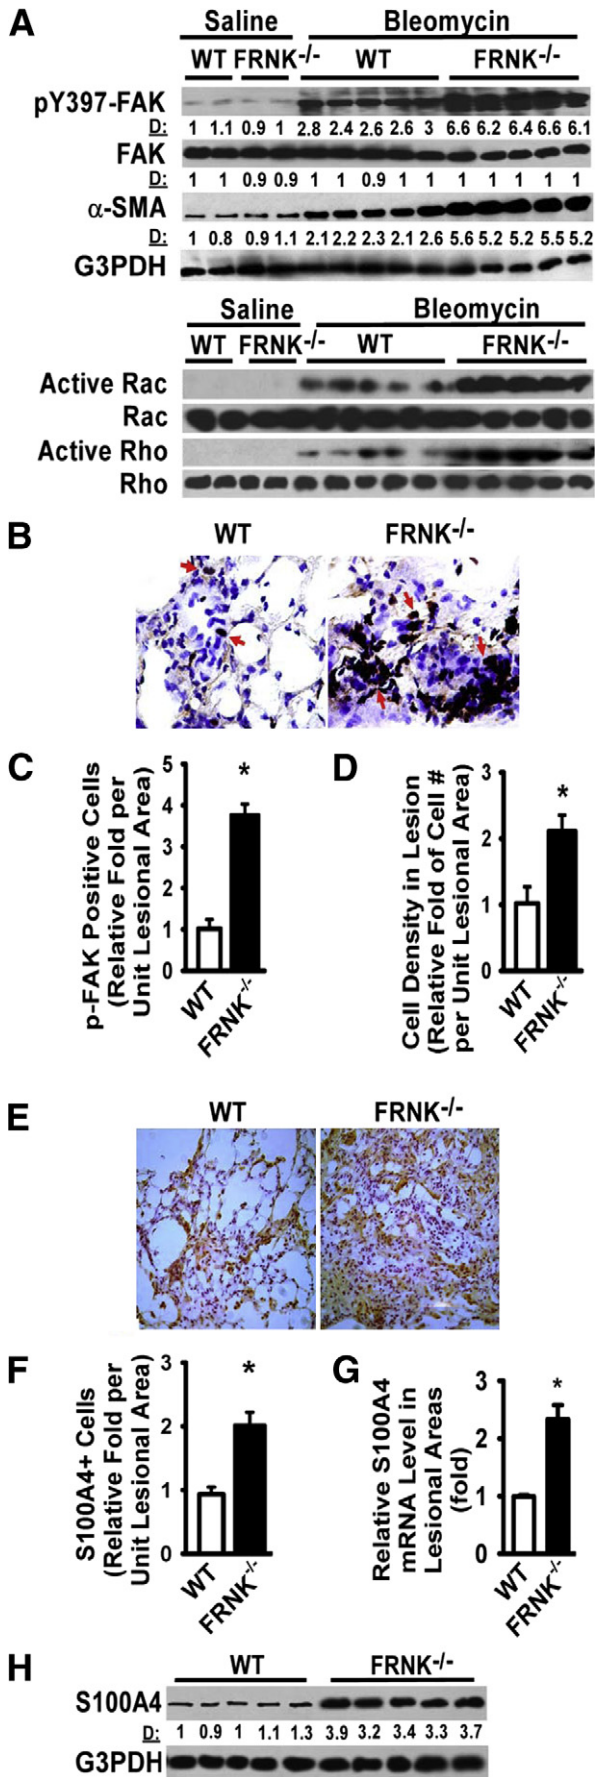 A
Saline Bleomycin
WT FRNK-/- WT FRNK-/-
pY397-FAK
D: 1 1.1 0.9 1 2.8 2.4 2.6 2.6 3 6.6 6.2 6.4 6.6 6.1
FAK
D: 1 1 0.9 0.9 1 1 0.9 1 1 1 1 1 1 1
α-SMA
D: 1 0.8 0.9 1.1 2.1 2.2 2.3 2.1 2.6 5.6 5.2 5.2 5.5 5.2
G3PDH
Saline Bleomycin
WT FRNK-/- WT FRNK-/-
Active Rac
Rac
Active Rho
Rho
B
WT FRNK-/-
C
p-FAK Positive Cells
(Relative Fold per
Unit Lesional Area)
5
4
3
2
1
0
*
WT FRNK-/-
D
Cell Density in Lesion
(Relative Fold of Cell #
per Unit Lesional Area)
3
2
1
0
*
WT FRNK-/-
E
WT FRNK-/-
F
S100A4+ Cells
(Relative Fold per
Unit Lesional Area)
3
2
1
0
*
WT FRNK-/-
G
Relative S100A4
mRNA Level in
Lesional Areas
(fold)
3
2
1
0
*
WT FRNK-/-
H
WT FRNK-/-
S100A4
D: 1 0.9 1 1.1 1.3 3.9 3.2 3.4 3.3 3.7
G3PDH